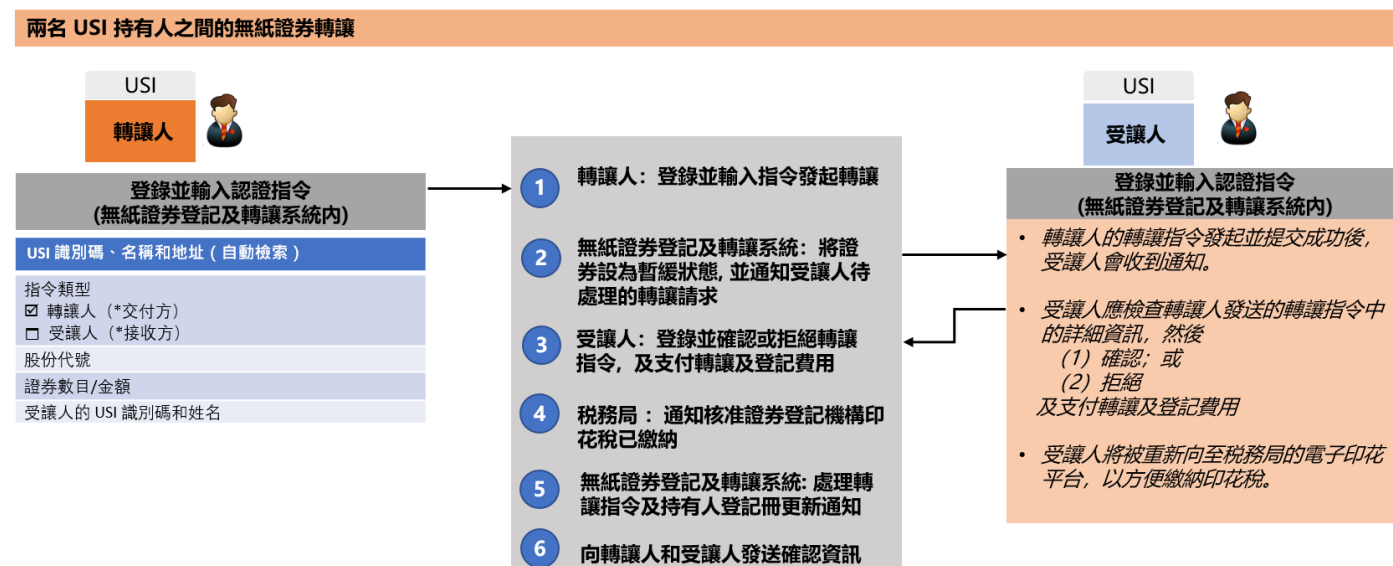 兩名 USI 持有人之間的無紙證券轉讓
USI
轉讓人
登錄並輸入認證指令
(無紙證券登記及轉讓系統內)
USI 識別碼、名稱和地址 ( 自動檢索 )
指令類型
☑ 轉讓人 (*交付方)
☐ 受讓人 (*接收方)
股份代號
證券數目/金額
受讓人的 USI 識別碼和姓名
1
轉讓人：登錄並輸入指令發起轉讓
2
無紙證券登記及轉讓系統：將證
券設為暫緩狀態, 並通知受讓人待
處理的轉讓請求
3
受讓人：登錄並確認或拒絕轉讓
指令，及支付轉讓及登記費用
4
稅務局 ：通知核准證券登記機構印
花稅已繳納
5
無紙證券登記及轉讓系統: 處理轉
讓指令及持有人登記冊更新通知
6
向轉讓人和受讓人發送確認資訊
USI
受讓人
登錄並輸入認證指令
(無紙證券登記及轉讓系統內)
• 轉讓人的轉讓指令發起並提交成功後，
受讓人會收到通知。
• 受讓人應檢查轉讓人發送的轉讓指令中
的詳細資訊，然後
(1) 確認；或
(2) 拒絕
及支付轉讓及登記費用
• 受讓人將被重新向至稅務局的電子印花
平台，以方便繳納印花稅。